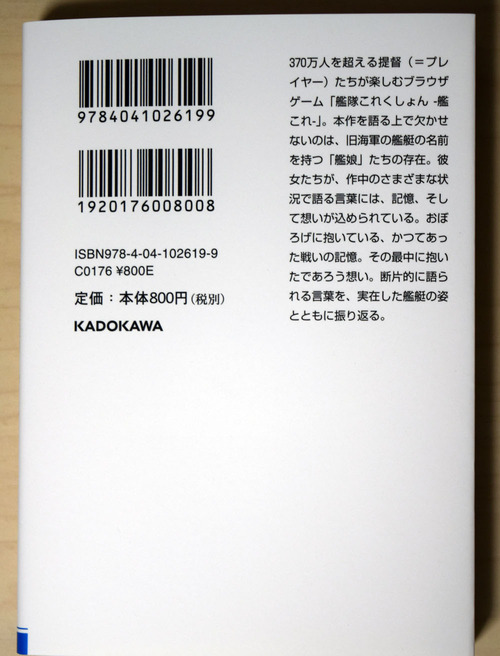 9784041026199
1920176008008
ISBN978-4-04-102619-9
C0176 ¥800E
定価：本体800円(税別)
KADOKAWA
370万人を超える提督（＝プレ
イヤー）たちが楽しむブラウザ
ゲーム「艦隊これくしょん -艦
これ-」。本作を語る上で欠かせ
ないのは、旧海軍の艦艇の名前
を持つ「艦娘」たちの存在。彼
女たちが、作中のさまざまな状
況で語る言葉には、記憶、そし
て想いが込められている。おぼ
ろげに抱いている、かつてあっ
た戦いの記憶。その最中に抱い
たであろう想い。断片的に語ら
れる言葉を、実在した艦艇の姿
とともに振り返る。